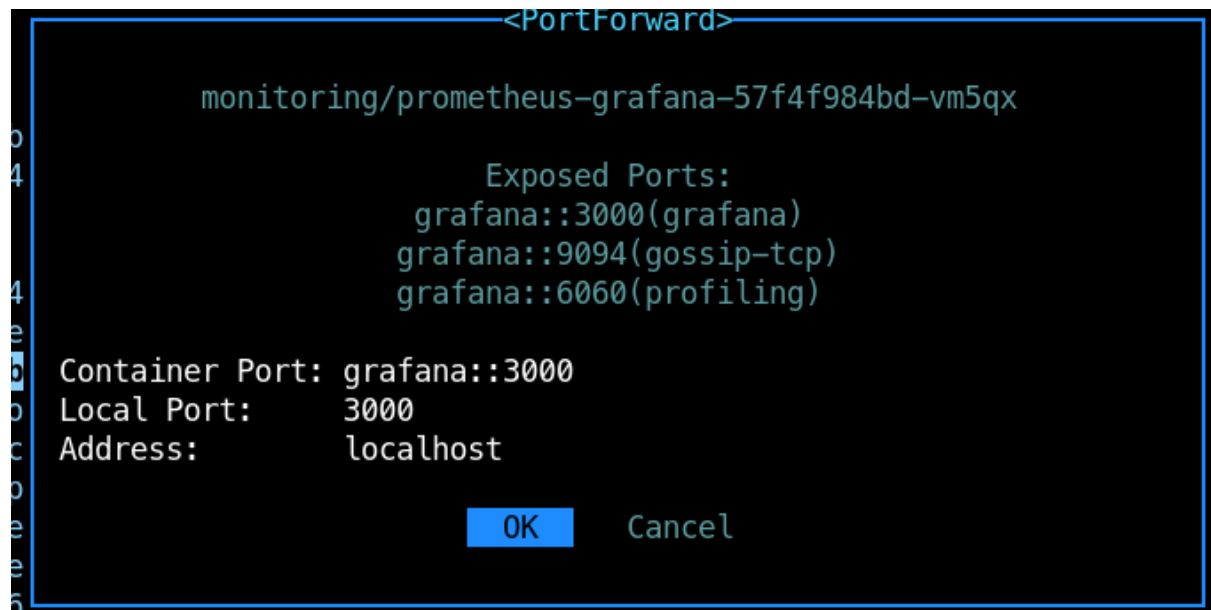 <PortForward>
monitoring/prometheus-grafana-57f4f984bd-vm5qx
Exposed Ports:
grafana::3000(grafana)
grafana::9094(gossip-tcp)
grafana::6060(profiling)
Container Port: grafana::3000
Local Port: 3000
Address: localhost
OK Cancel